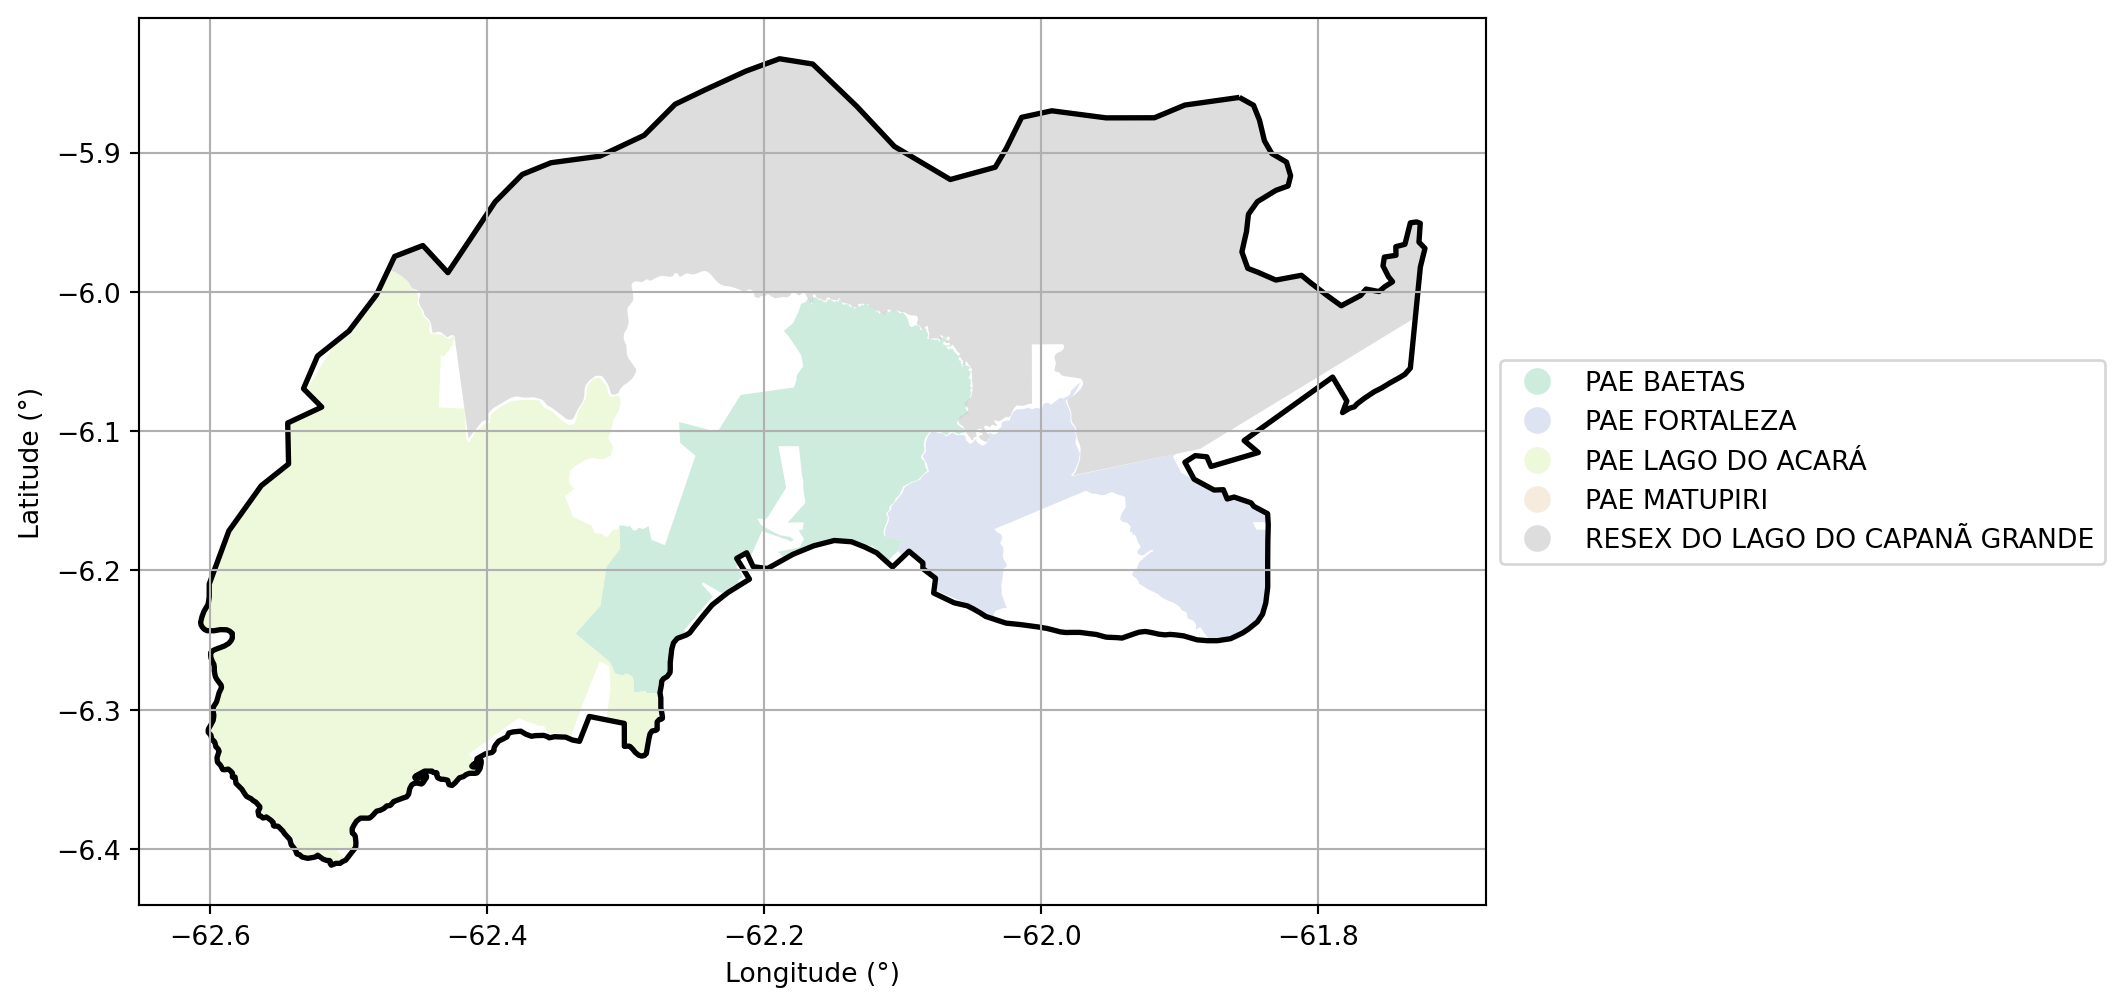 −5.9
−6.0
−6.1
−6.2
−6.3
−6.4
Latitude (°)
−62.6
−62.4
−62.2
−62.0
−61.8
Longitude (°)
PAE BAETAS
PAE FORTALEZA
PAE LAGO DO ACARÁ
PAE MATUPIRI
RESEX DO LAGO DO CAPANÃ GRANDE